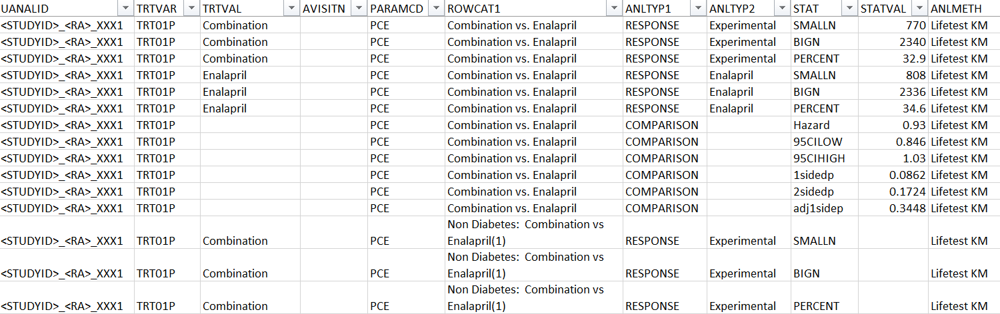 UANALID TRTVAR TRTVAL AVISITN PARAMCD ROWCAT1 ANLTYP1 ANLTYP2 STAT STATVAL ANLMETH
<STUDYID>_<RA>_XXX1 TRT01P Combination PCE Combination vs. Enalapril RESPONSE Experimental SMALLN 770 Lifetest KM
<STUDYID>_<RA>_XXX1 TRT01P Combination PCE Combination vs. Enalapril RESPONSE Experimental BIGN 2340 Lifetest KM
<STUDYID>_<RA>_XXX1 TRT01P Combination PCE Combination vs. Enalapril RESPONSE Experimental PERCENT 32.9 Lifetest KM
<STUDYID>_<RA>_XXX1 TRT01P Enalapril PCE Combination vs. Enalapril RESPONSE Enalapril SMALLN 808 Lifetest KM
<STUDYID>_<RA>_XXX1 TRT01P Enalapril PCE Combination vs. Enalapril RESPONSE Enalapril BIGN 2336 Lifetest KM
<STUDYID>_<RA>_XXX1 TRT01P Enalapril PCE Combination vs. Enalapril RESPONSE Enalapril PERCENT 34.6 Lifetest KM
<STUDYID>_<RA>_XXX1 TRT01P PCE Combination vs. Enalapril COMPARISON Hazard 0.93 Lifetest KM
<STUDYID>_<RA>_XXX1 TRT01P PCE Combination vs. Enalapril COMPARISON 95CILOW 0.846 Lifetest KM
<STUDYID>_<RA>_XXX1 TRT01P PCE Combination vs. Enalapril COMPARISON 95CIHIGH 1.03 Lifetest KM
<STUDYID>_<RA>_XXX1 TRT01P PCE Combination vs. Enalapril COMPARISON 1sidedp 0.0862 Lifetest KM
<STUDYID>_<RA>_XXX1 TRT01P PCE Combination vs. Enalapril COMPARISON 2sidedp 0.1724 Lifetest KM
<STUDYID>_<RA>_XXX1 TRT01P PCE Combination vs. Enalapril COMPARISON adj1sidep 0.3448 Lifetest KM
Non Diabetes: Combination vs
<STUDYID>_<RA>_XXX1 TRT01P Combination PCE Enalapril(1) RESPONSE Experimental SMALLN Lifetest KM
Non Diabetes: Combination vs
<STUDYID>_<RA>_XXX1 TRT01P Combination PCE Enalapril(1) RESPONSE Experimental BIGN Lifetest KM
Non Diabetes: Combination vs
<STUDYID>_<RA>_XXX1 TRT01P Combination PCE Enalapril(1) RESPONSE Experimental PERCENT Lifetest KM